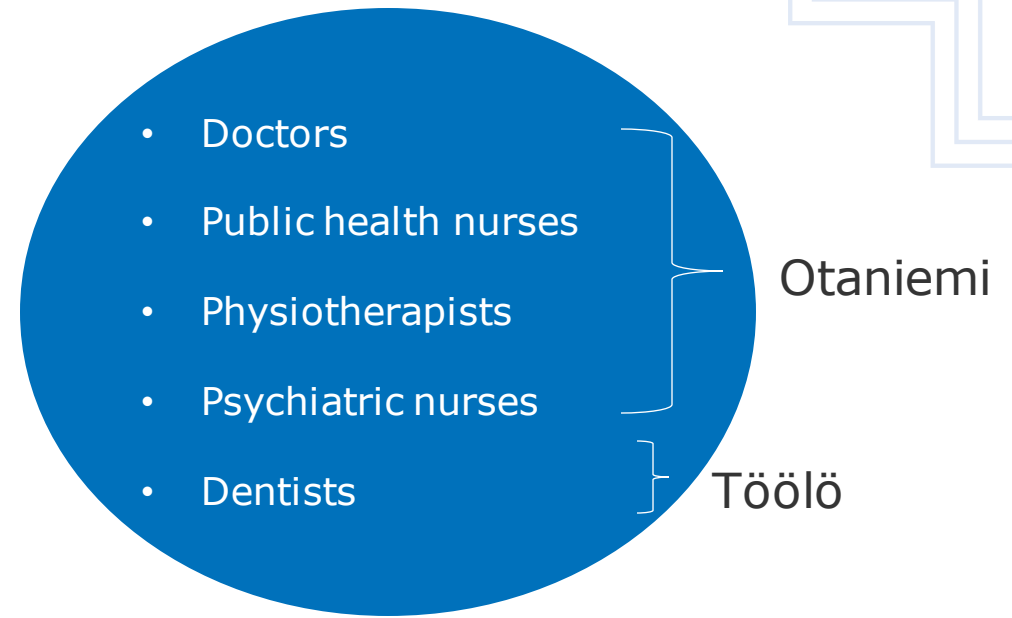 • Doctors
• Public health nurses
Otaniemi
• Physiotherapists
• Psychiatric nurses
• Dentists
Töölö